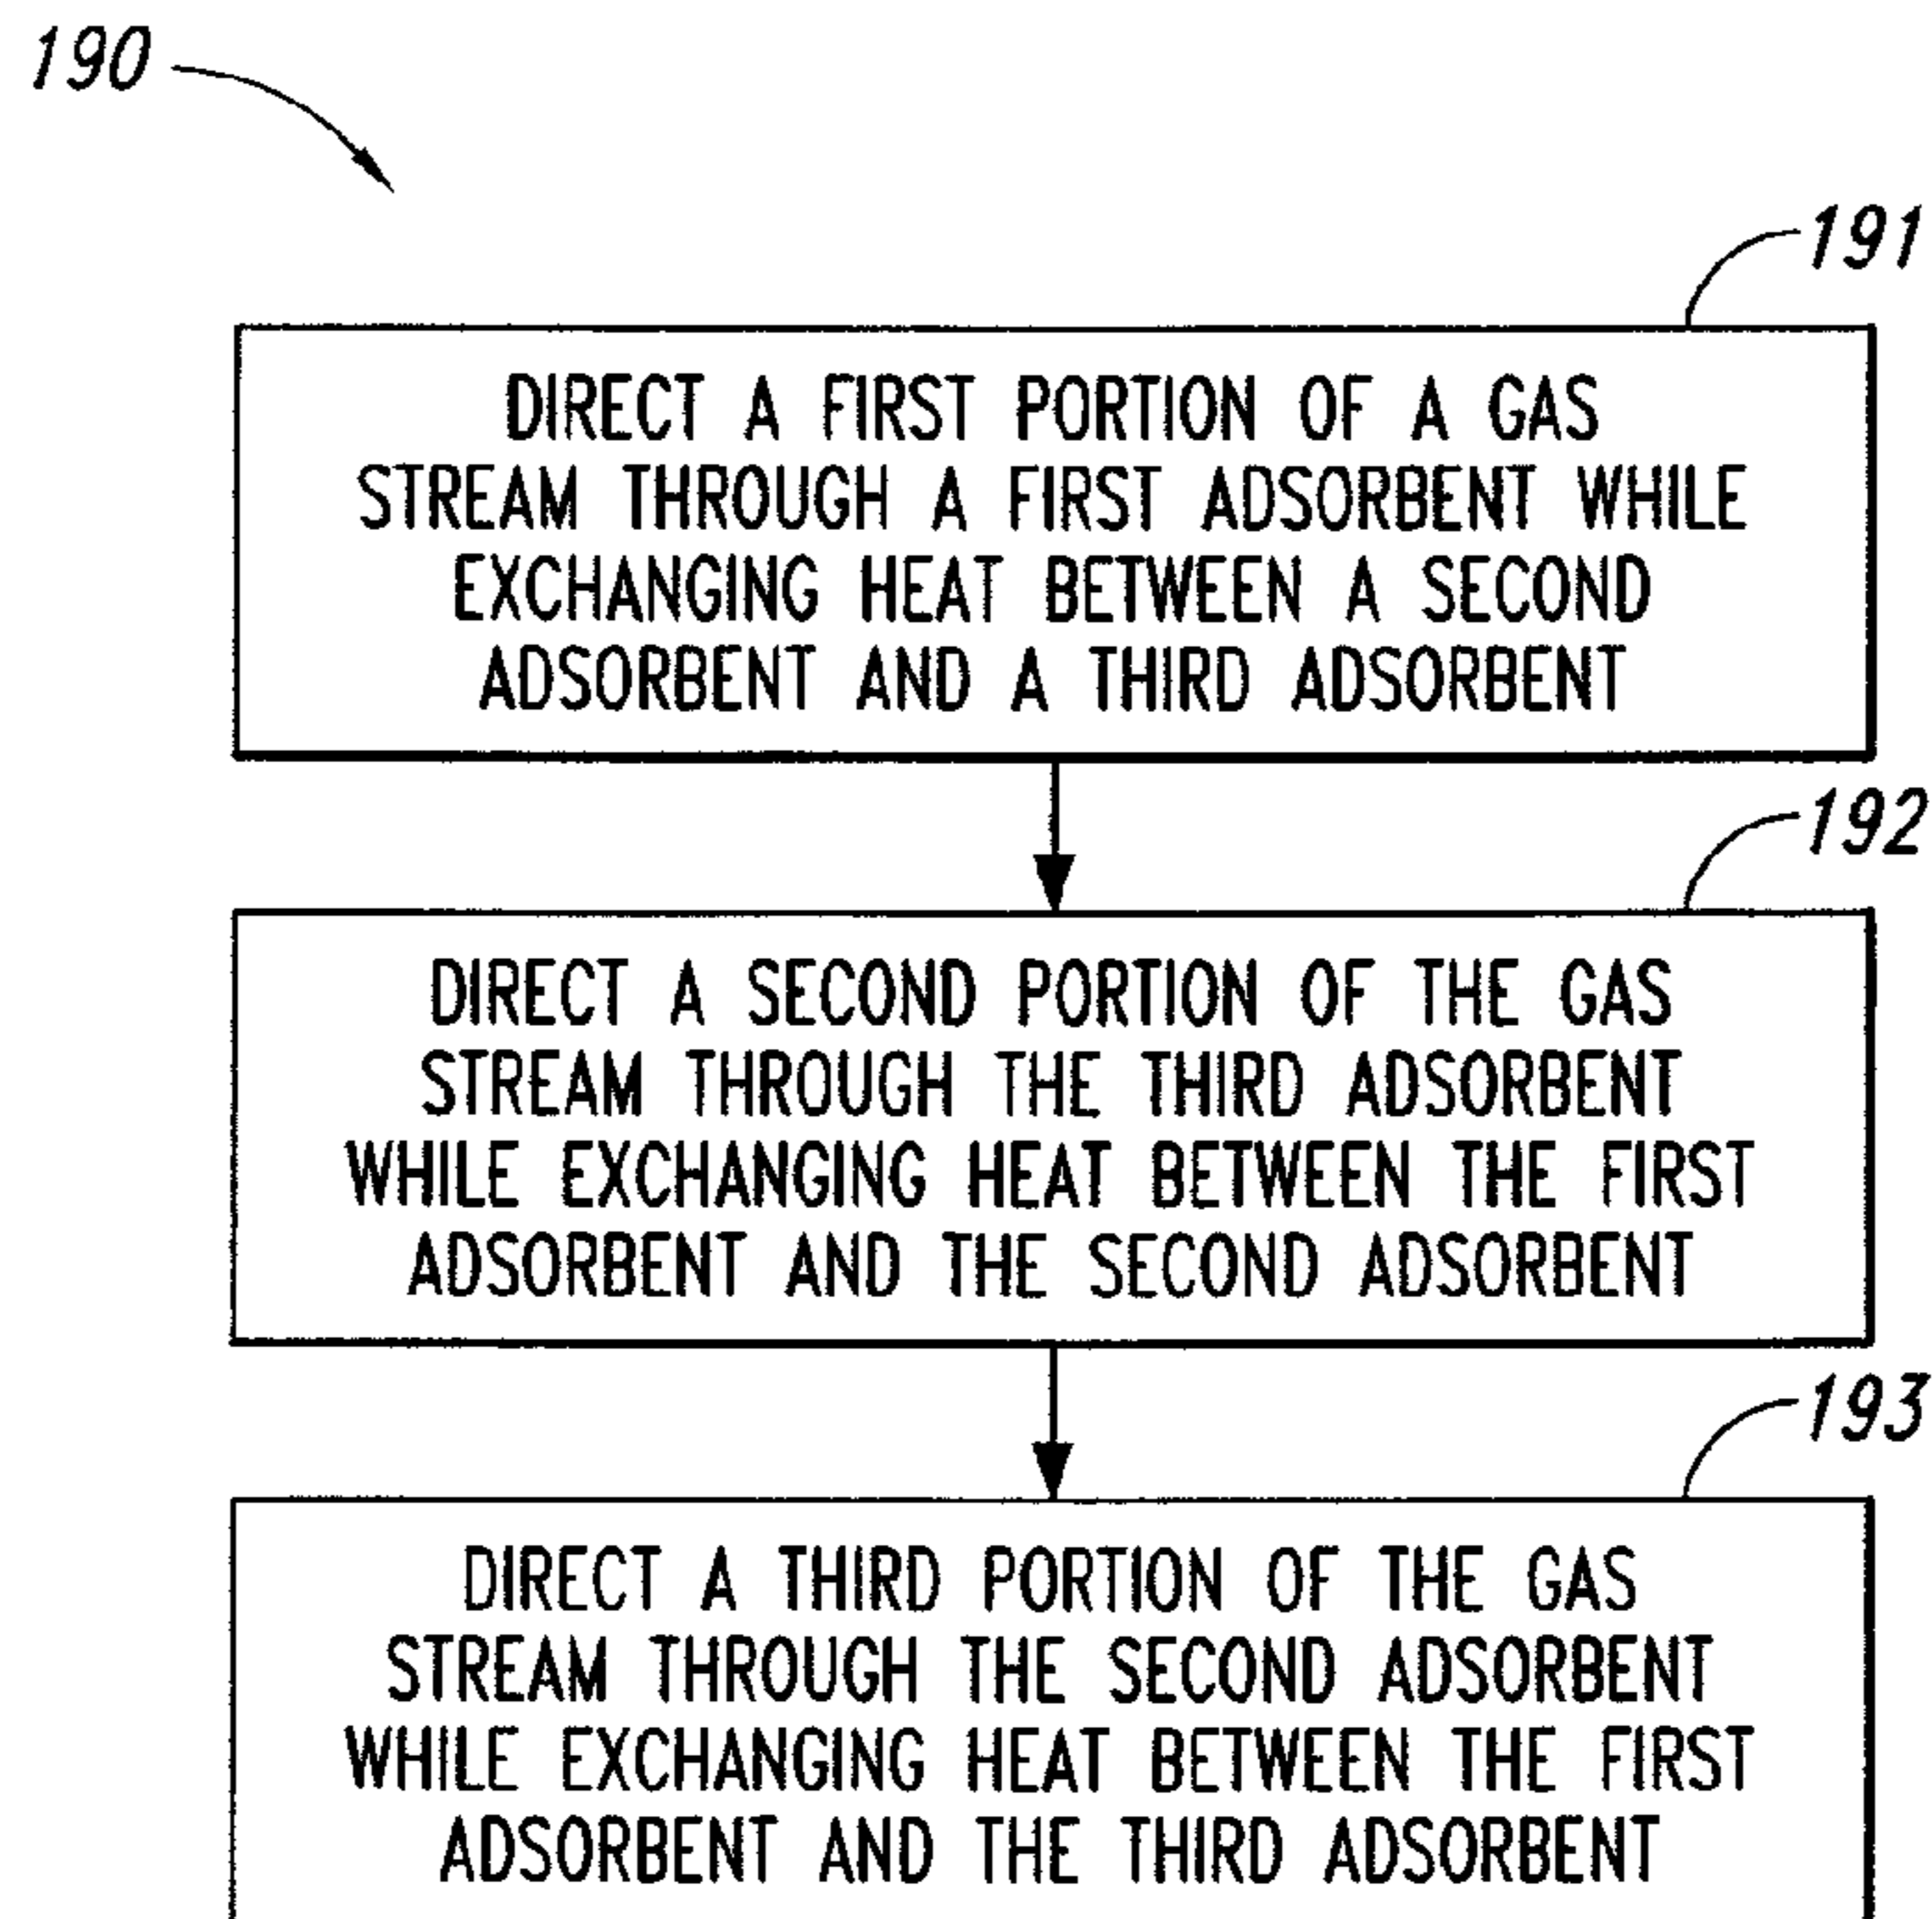 190
191
DIRECT A FIRST PORTION OF A GAS
STREAM THROUGH A FIRST ADSORBENT WHILE
EXCHANGING HEAT BETWEEN A SECOND
ADSORBENT AND A THIRD ADSORBENT
192
DIRECT A SECOND PORTION OF THE GAS
STREAM THROUGH THE THIRD ADSORBENT
WHILE EXCHANGING HEAT BETWEEN THE FIRST
ADSORBENT AND THE SECOND ADSORBENT
193
DIRECT A THIRD PORTION OF THE GAS
STREAM THROUGH THE SECOND ADSORBENT
WHILE EXCHANGING HEAT BETWEEN THE FIRST
ADSORBENT AND THE THIRD ADSORBENT